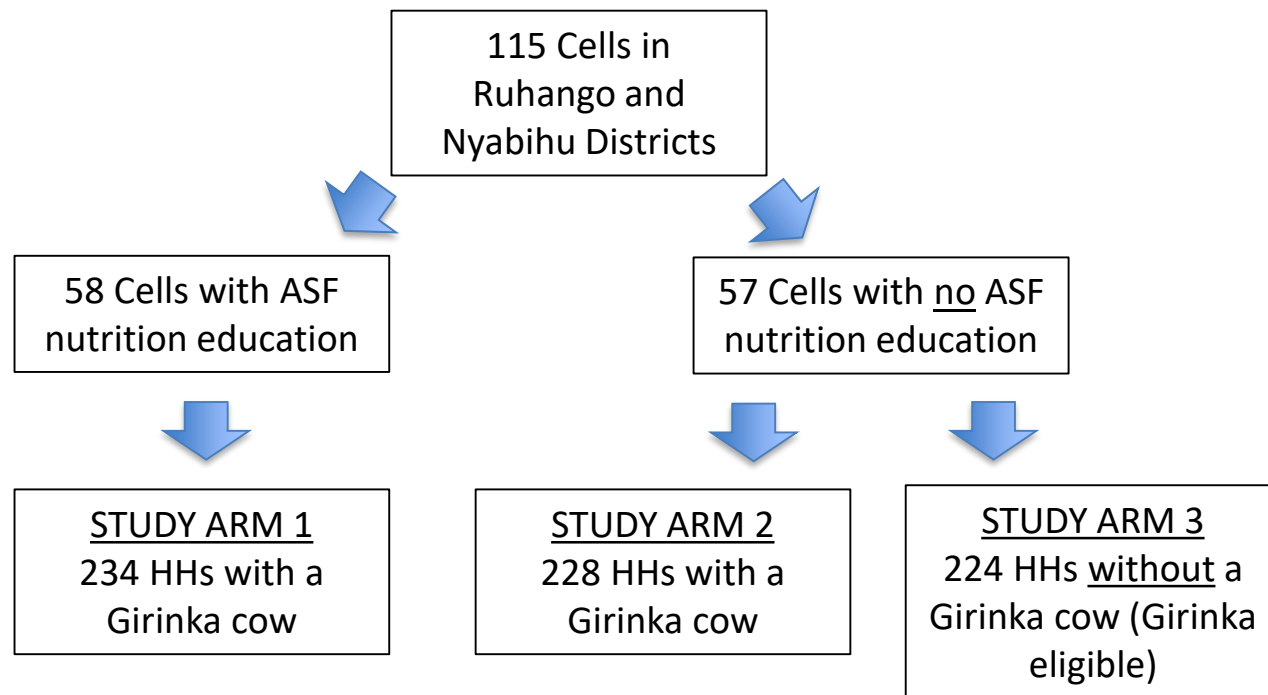 115 Cells in
Ruhango and
Nyabihu Districts
58 Cells with ASF
nutrition education
57 Cells with no ASF
nutrition education
STUDY ARM 1
234 HHs with a
Girinka cow
STUDY ARM 2
228 HHs with a
Girinka cow
STUDY ARM 3
224 HHs without a
Girinka cow (Girinka
eligible)